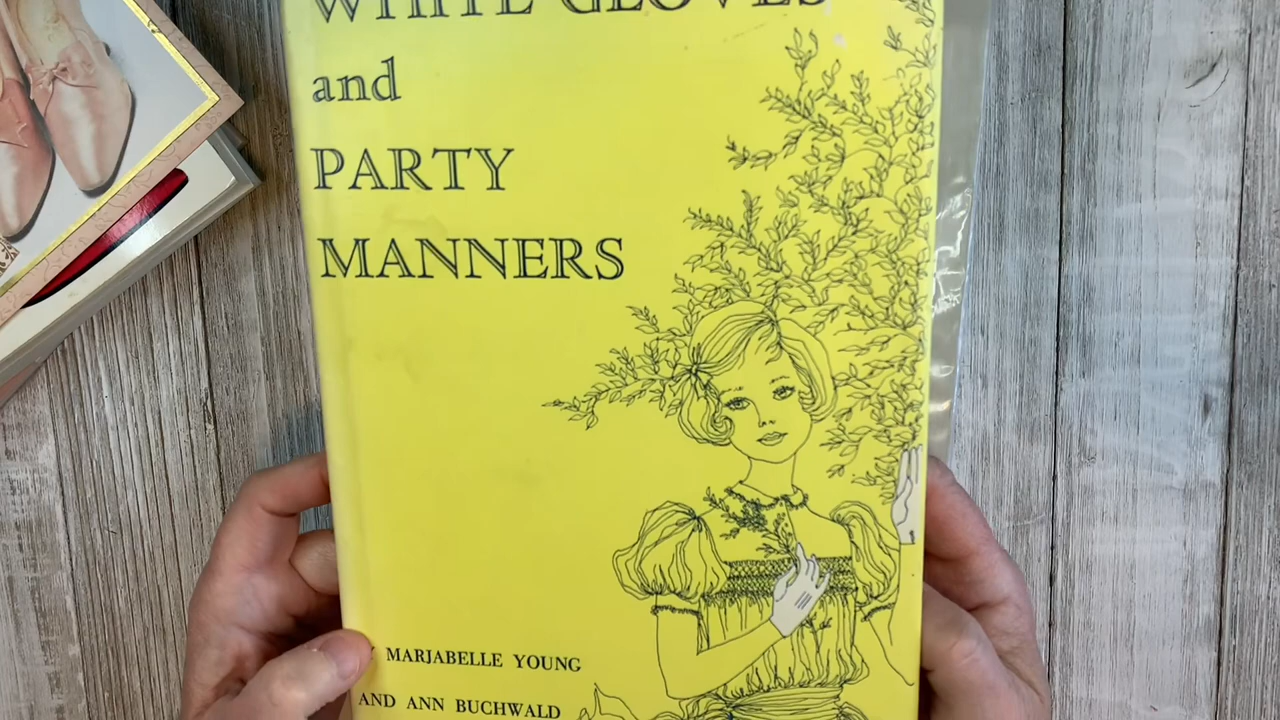 WHITE GLOVES
and
PARTY
MANNERS
MARJABELLE YOUNG
AND ANN BUCHWALD